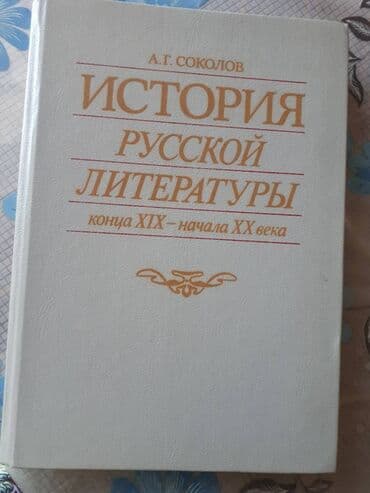 А.Г. СОКОЛОВ
ИСТОРИЯ
РУССКОЙ
ЛИТЕРАТУРЫ
конца XIX – начала XX века